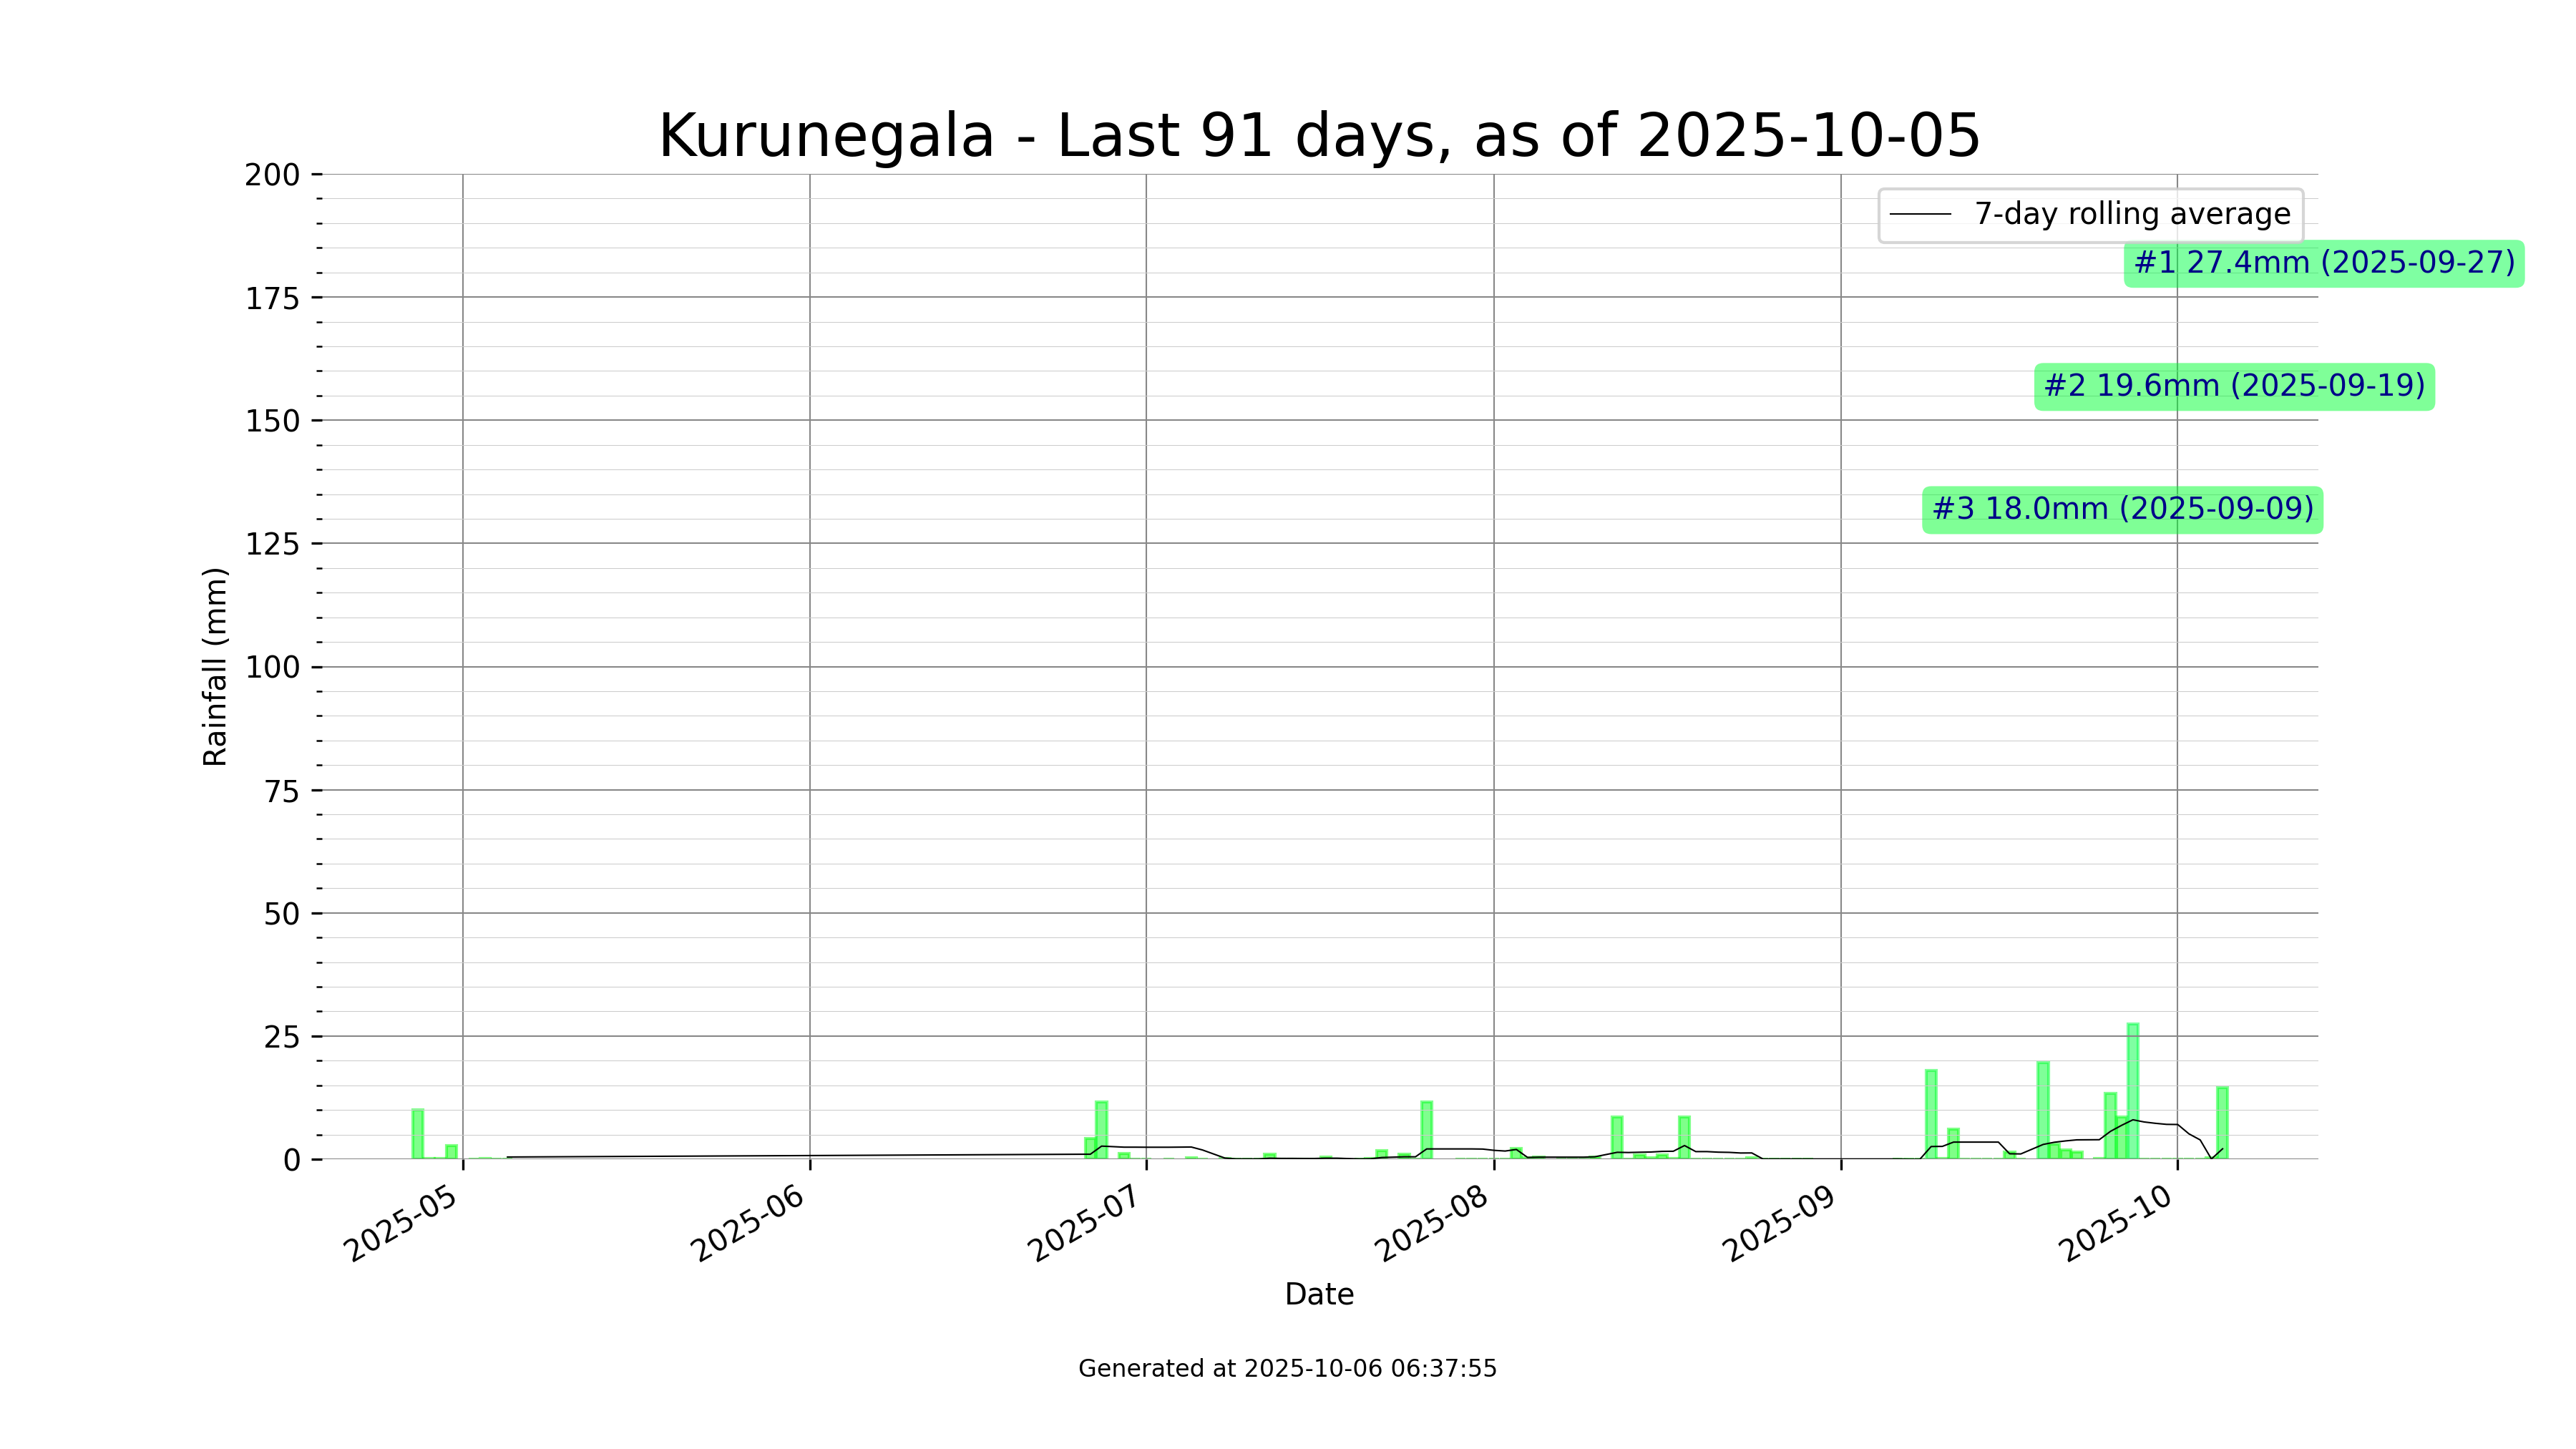 Kurunegala - Last 91 days, as of 2025-10-05
200
175
150
125
100
75
50
25
0
Rainfall (mm)
7-day rolling average
#1 27.4mm (2025-09-27)
#2 19.6mm (2025-09-19)
#3 18.0mm (2025-09-09)
2025-05
2025-06
2025-07
2025-08
2025-09
2025-10
Date
Generated at 2025-10-06 06:37:55